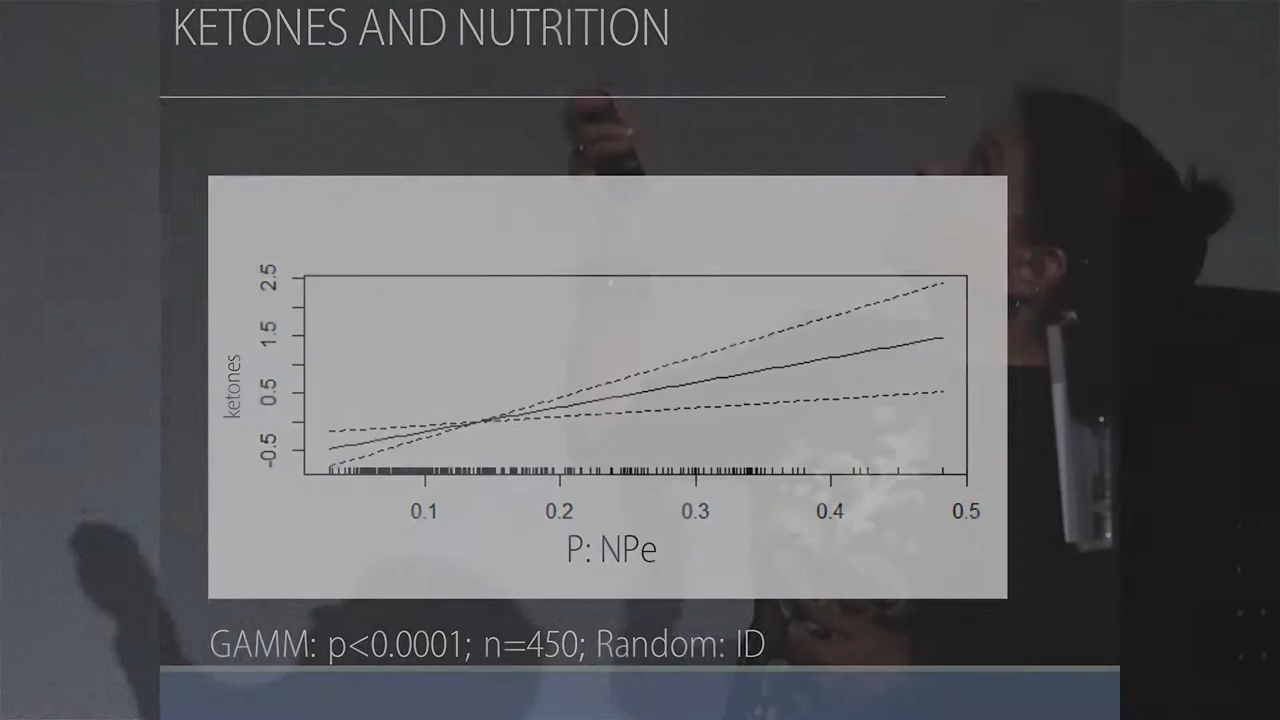 KETONES AND NUTRITION
2.5
1.5
0.5
-0.5
ketones
0.1 0.2 0.3 0.4 0.5
P: NPe
GAMM: p<0.0001; n=450; Random: ID